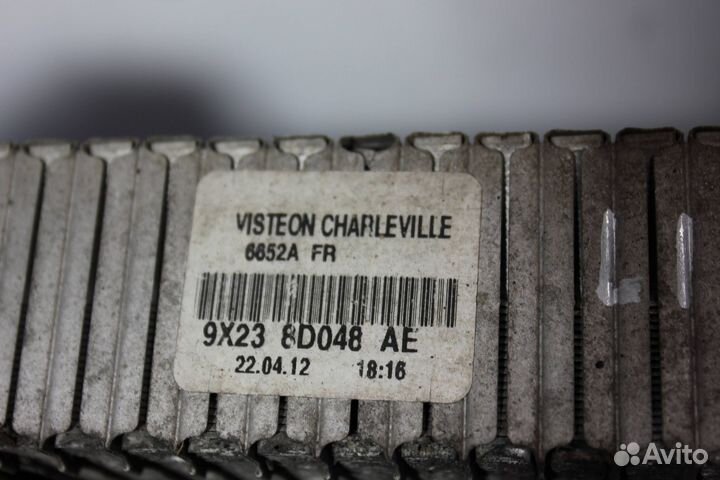 VISTEON CHARLEVILLE
6652A FR
9X23 8D048 AE
22.04.12 18:16
Avito